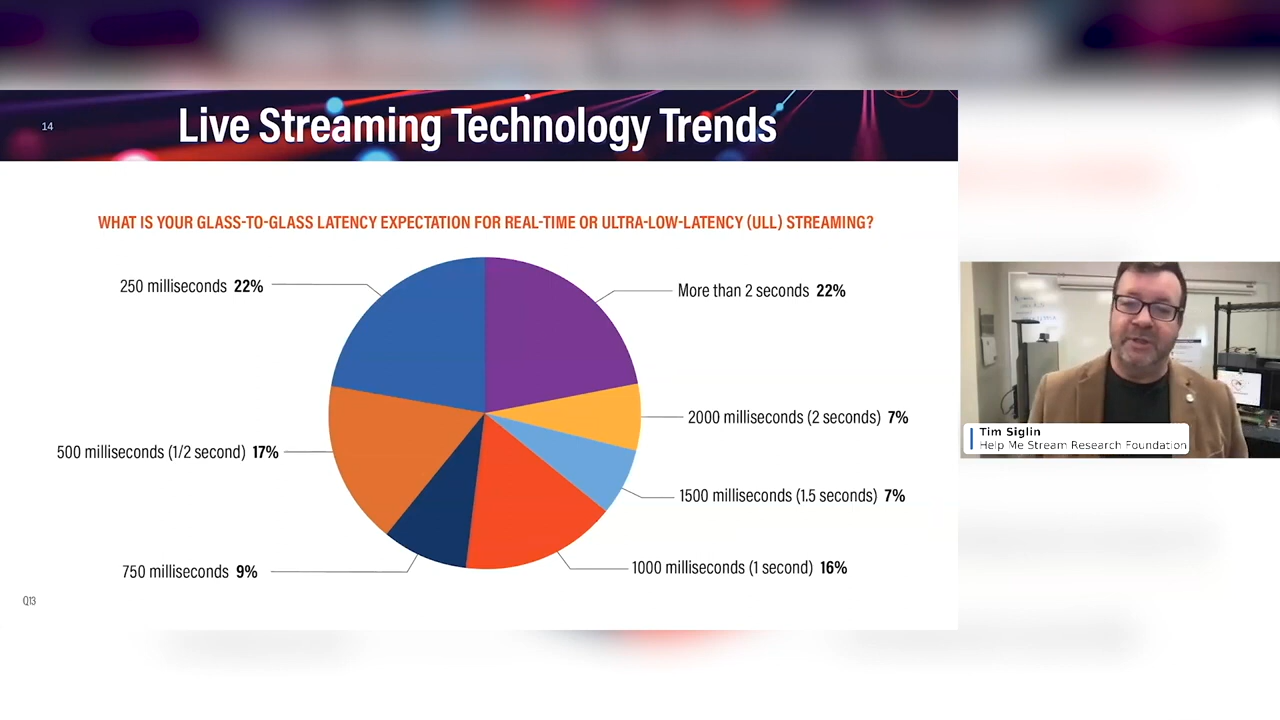 14
Live Streaming Technology Trends
WHAT IS YOUR GLASS-TO-GLASS LATENCY EXPECTATION FOR REAL-TIME OR ULTRA-LOW-LATENCY (ULL) STREAMING?
250 milliseconds 22%
More than 2 seconds 22%
2000 milliseconds (2 seconds) 7%
500 milliseconds (1/2 second) 17%
1500 milliseconds (1.5 seconds) 7%
750 milliseconds 9%
1000 milliseconds (1 second) 16%
Q13
Tim Siglin
Help Me Stream Research Foundation